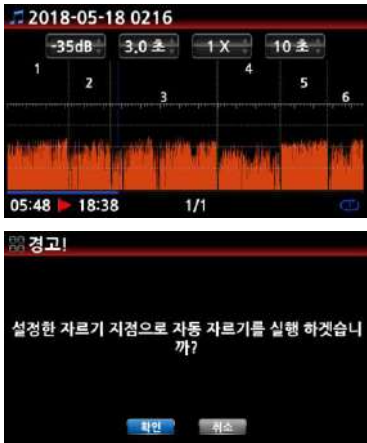 2018-05-18 0216
-35dB 3,0 초 1 X 10 초
1 4
2 5
3 6
05:48 18:38 1/1
경고!
설정한 자르기 지점으로 자동 자르기를 실행 하겟습니
까?
확인 취소